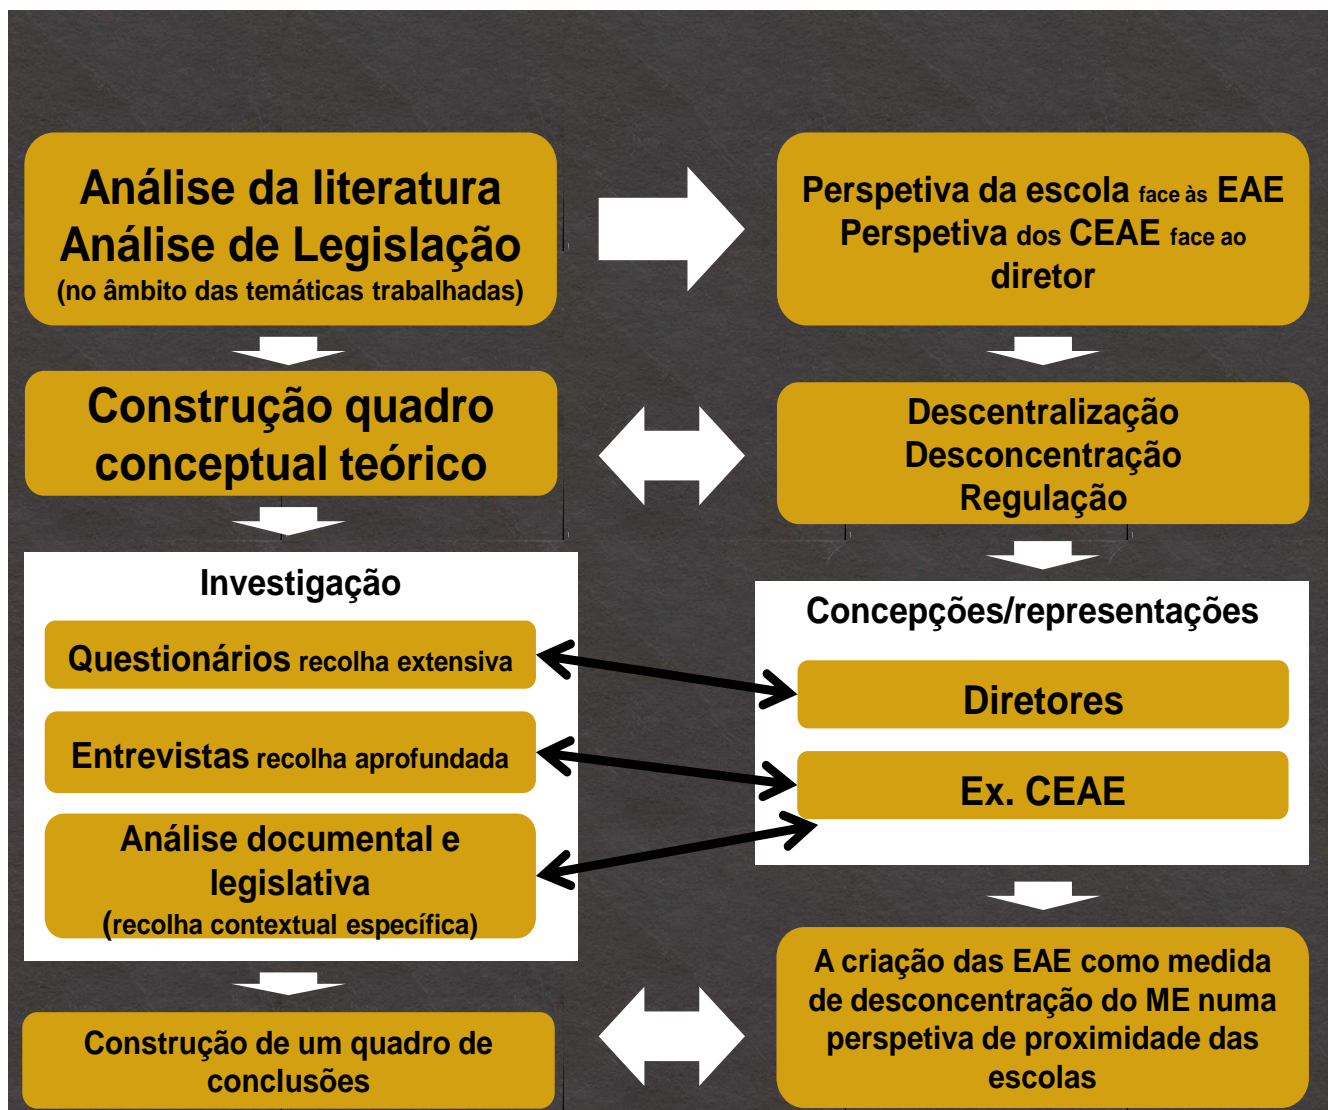 Análise da literatura
Análise de Legislação
(no âmbito das temáticas trabalhadas)
Perspetiva da escola face às EAE
Perspetiva dos CEAE face ao
diretor
Construção quadro
conceptual teórico
Descentralização
Desconcentração
Regulação
Investigação
Questionários recolha extensiva
Entrevistas recolha aprofundada
Análise documental e
legislativa
(recolha contextual específica)
Concepções/representações
Diretores
Ex. CEAE
Construção de um quadro de
conclusões
A criação das EAE como medida
de desconcentração do ME numa
perspetiva de proximidade das
escolas